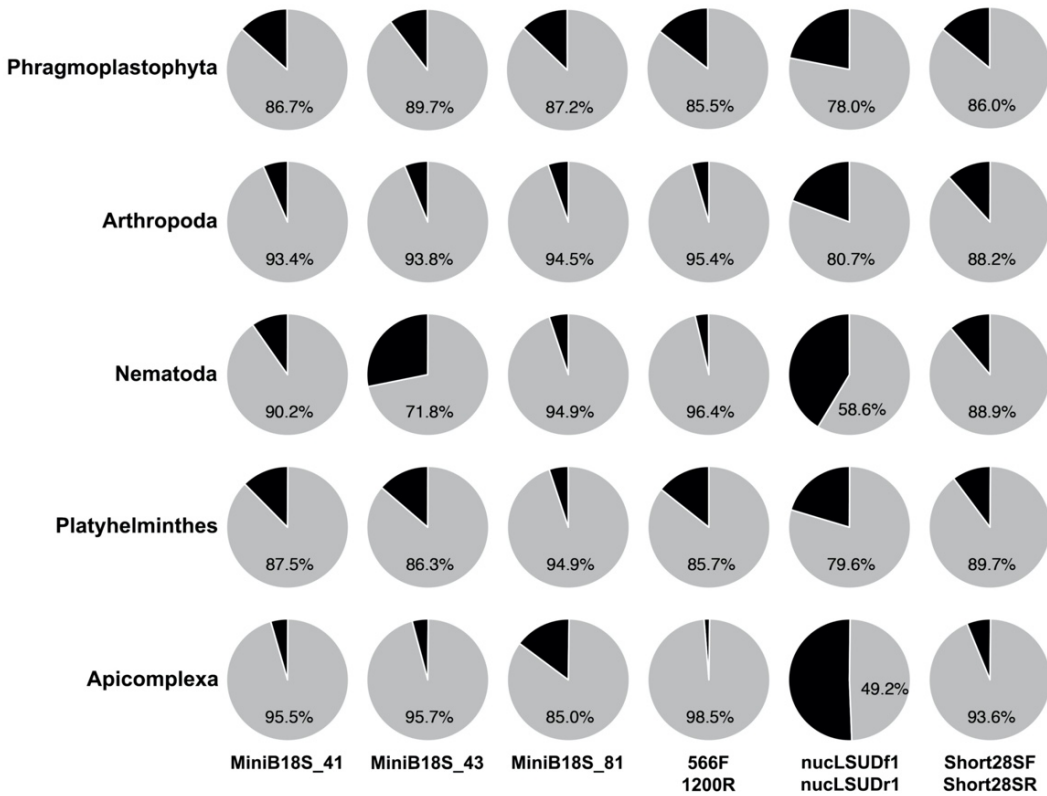 Phragmoplastophyta
86.7% 89.7% 87.2% 85.5% 78.0% 86.0%
Arthropoda
93.4% 93.8% 94.5% 95.4% 80.7% 88.2%
Nematoda
90.2% 71.8% 94.9% 96.4% 58.6% 88.9%
Platyhelminthes
87.5% 86.3% 94.9% 85.7% 79.6% 89.7%
Apicomplexa
95.5% 95.7% 85.0% 98.5% 49.2% 93.6%
MiniB18S_41 MiniB18S_43 MiniB18S_81 566F nucLSUDf1 Short28SF
1200R nucLSUDr1 Short28SR